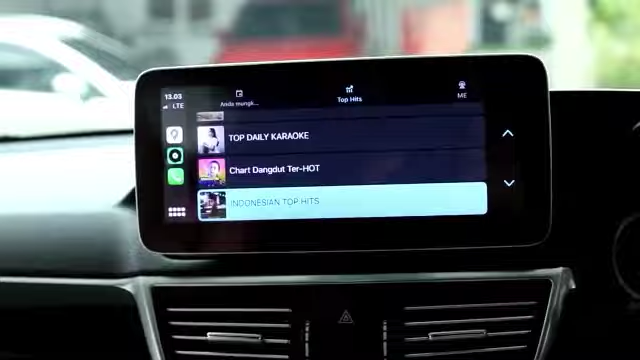 13.03
LTE
Anda mungk...
Top Hits
ME
TOP DAILY KARAOKE
Chart Dangdut Ter-HOT
INDONESIAN TOP HITS